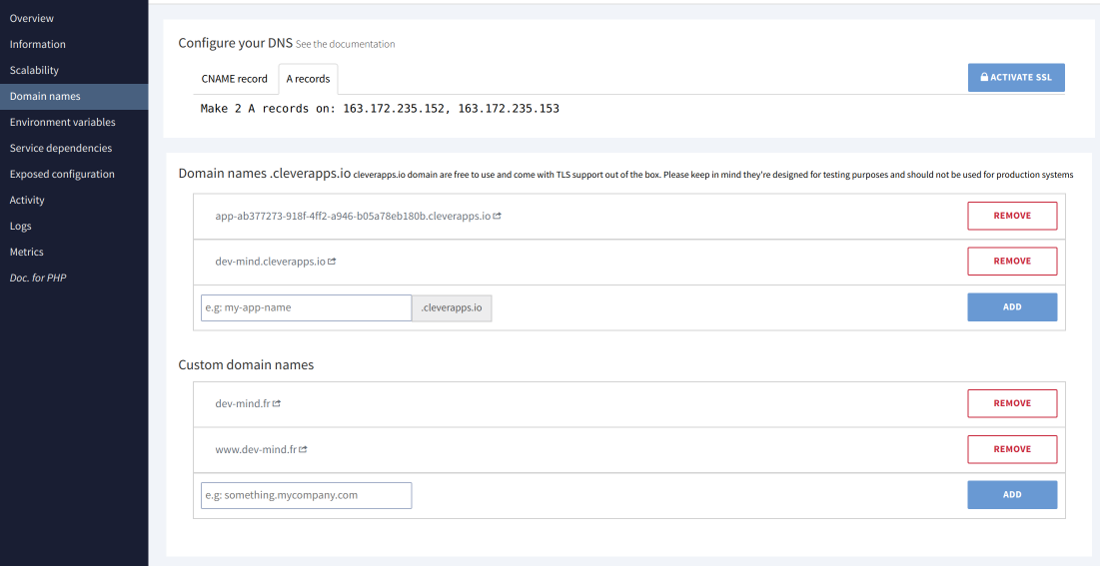 Overview
Information
Scalability
Domain names
Environment variables
Service dependencies
Exposed configuration
Activity
Logs
Metrics
Doc. for PHP
Configure your DNS See the documentation
CNAME record A records
ACTIVATE SSL
Make 2 A records on: 163.172.235.152, 163.172.235.153
Domain names .cleverapps.io cleverapps.io domain are free to use and come with TLS support out of the box. Please keep in mind they're designed for testing purposes and should not be used for production systems
app-ab377273-918f-4ff2-a946-b05a78eb180b.cleverapps.io REMOVE
dev-mind.cleverapps.io REMOVE
e.g: my-app-name .cleverapps.io ADD
Custom domain names
dev-mind.fr REMOVE
www.dev-mind.fr REMOVE
e.g: something.mycompany.com ADD